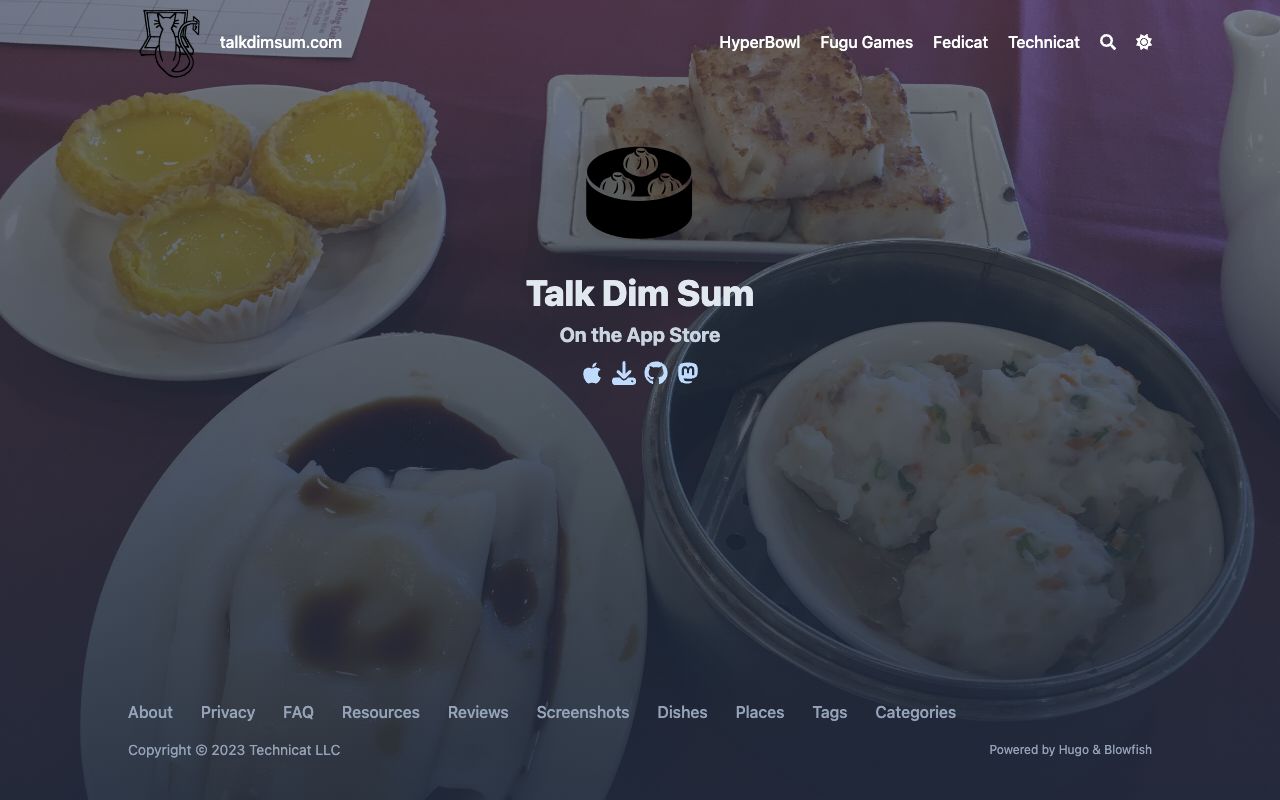 talkdimsum.com
HyperBowl Fugu Games Fedicat Technicat
Talk Dim Sum
On the App Store
About Privacy FAQ Resources Reviews Screenshots Dishes Places Tags Categories
Copyright © 2023 Technicat LLC
Powered by Hugo & Blowfish